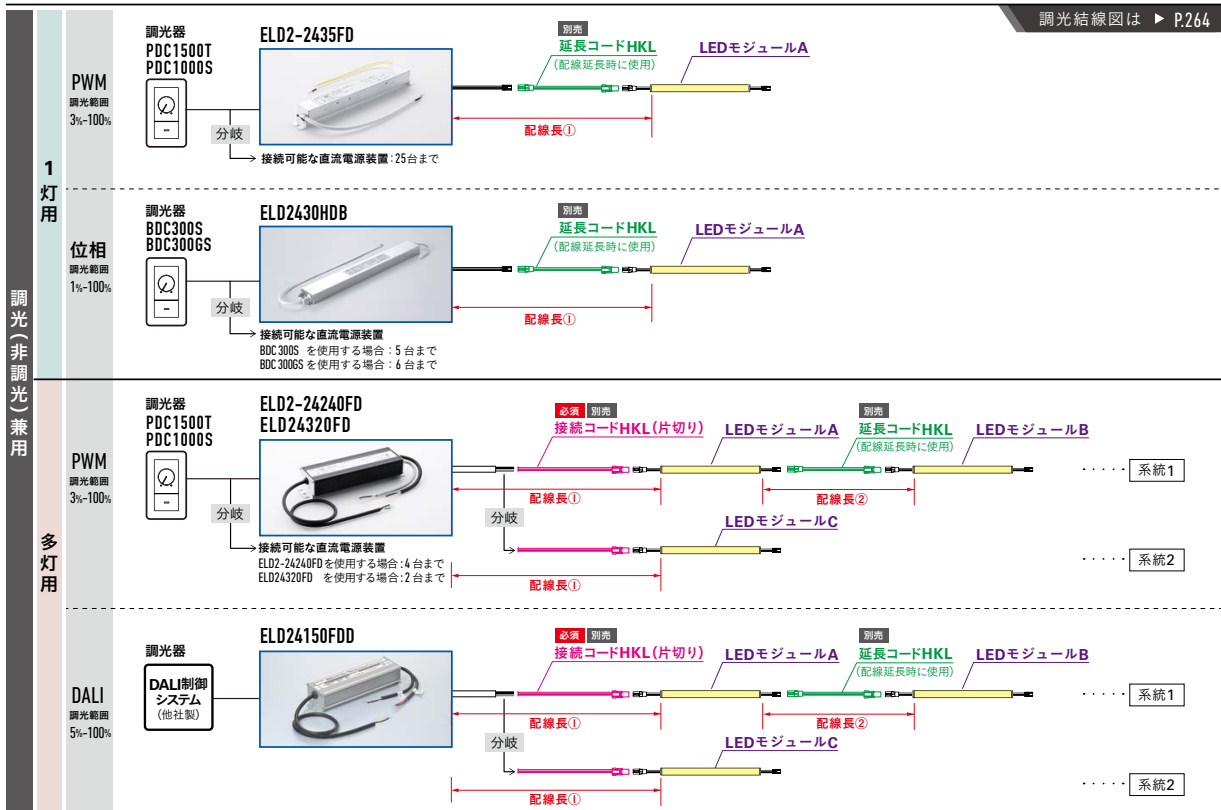 調光結線図は ▶ P.264
調光(非調光)兼用
1灯用
PWM
調光範囲
3%-100%
調光器
PDC1500T
PDC1000S
分岐
ELD2-2435FD
接続可能な直流電源装置:25台まで
別売
延長コードHKL
(配線延長時に使用)
LEDモジュールA
配線長①
位相
調光範囲
1%-100%
調光器
BDC300S
BDC300GS
分岐
ELD2430HDB
接続可能な直流電源装置
BDC300S を使用する場合:5台まで
BDC300GSを使用する場合:6台まで
別売
延長コードHKL
(配線延長時に使用)
LEDモジュールA
配線長①
多灯用
PWM
調光範囲
3%-100%
調光器
PDC1500T
PDC1000S
分岐
ELD2-24240FD
ELD24320FD
接続可能な直流電源装置
ELD2-24240FDを使用する場合:4台まで
ELD24320FD を使用する場合:2台まで
必須 別売
接続コードHKL(片切り)
LEDモジュールA
別売
延長コードHKL
(配線延長時に使用)
LEDモジュールB
配線長①
配線長②
・・・・・ 系統1
分岐
LEDモジュールC
配線長①
・・・・・ 系統2
DALI
調光範囲
5%-100%
調光器
DALI制御
システム
(他社製)
ELD24150FDD
必須 別売
接続コードHKL(片切り)
LEDモジュールA
別売
延長コードHKL
(配線延長時に使用)
LEDモジュールB
配線長①
配線長②
・・・・・ 系統1
分岐
LEDモジュールC
配線長①
・・・・・ 系統2